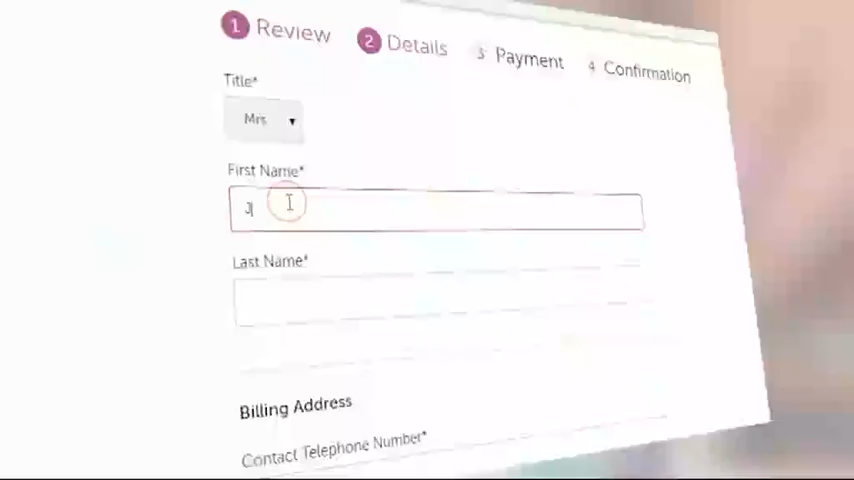 1 Review 2 Details 3 Payment 4 Confirmation
Title*
Mrs
First Name*
J
Last Name*
Billing Address
Contact Telephone Number*